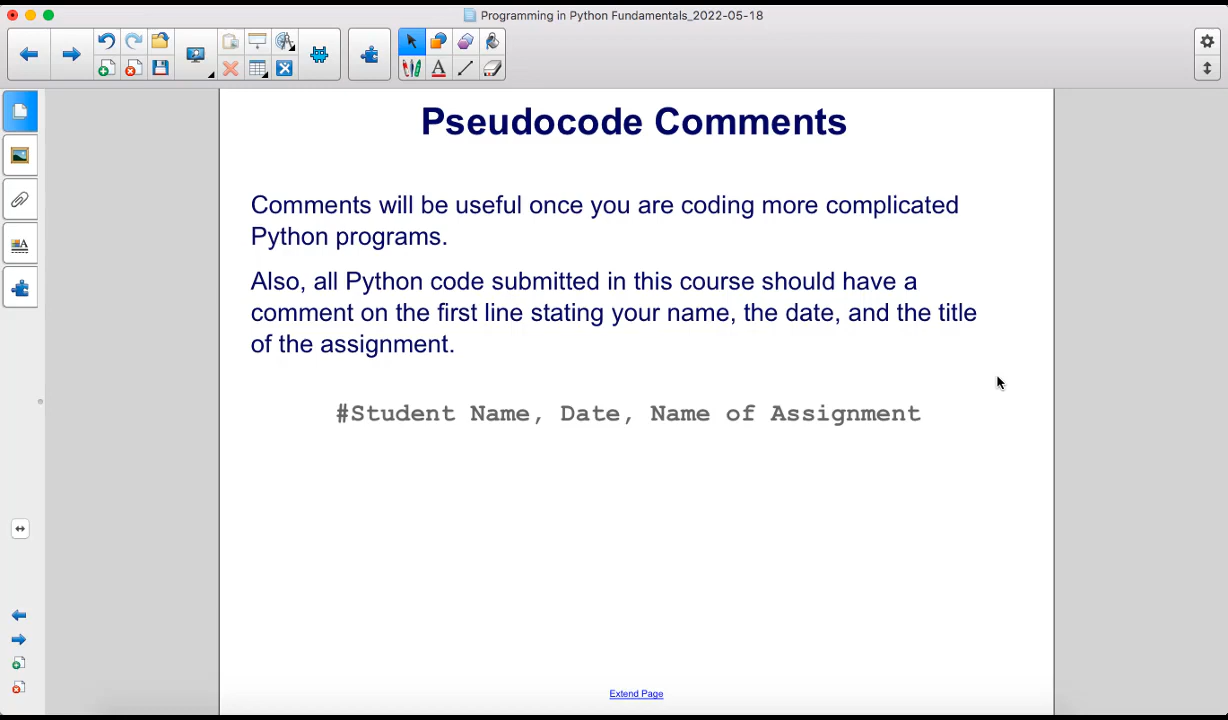 Programming in Python Fundamentals_2022-05-18
Pseudocode Comments
Comments will be useful once you are coding more complicated
Python programs.
Also, all Python code submitted in this course should have a
comment on the first line stating your name, the date, and the title
of the assignment.
#Student Name, Date, Name of Assignment
Extend Page